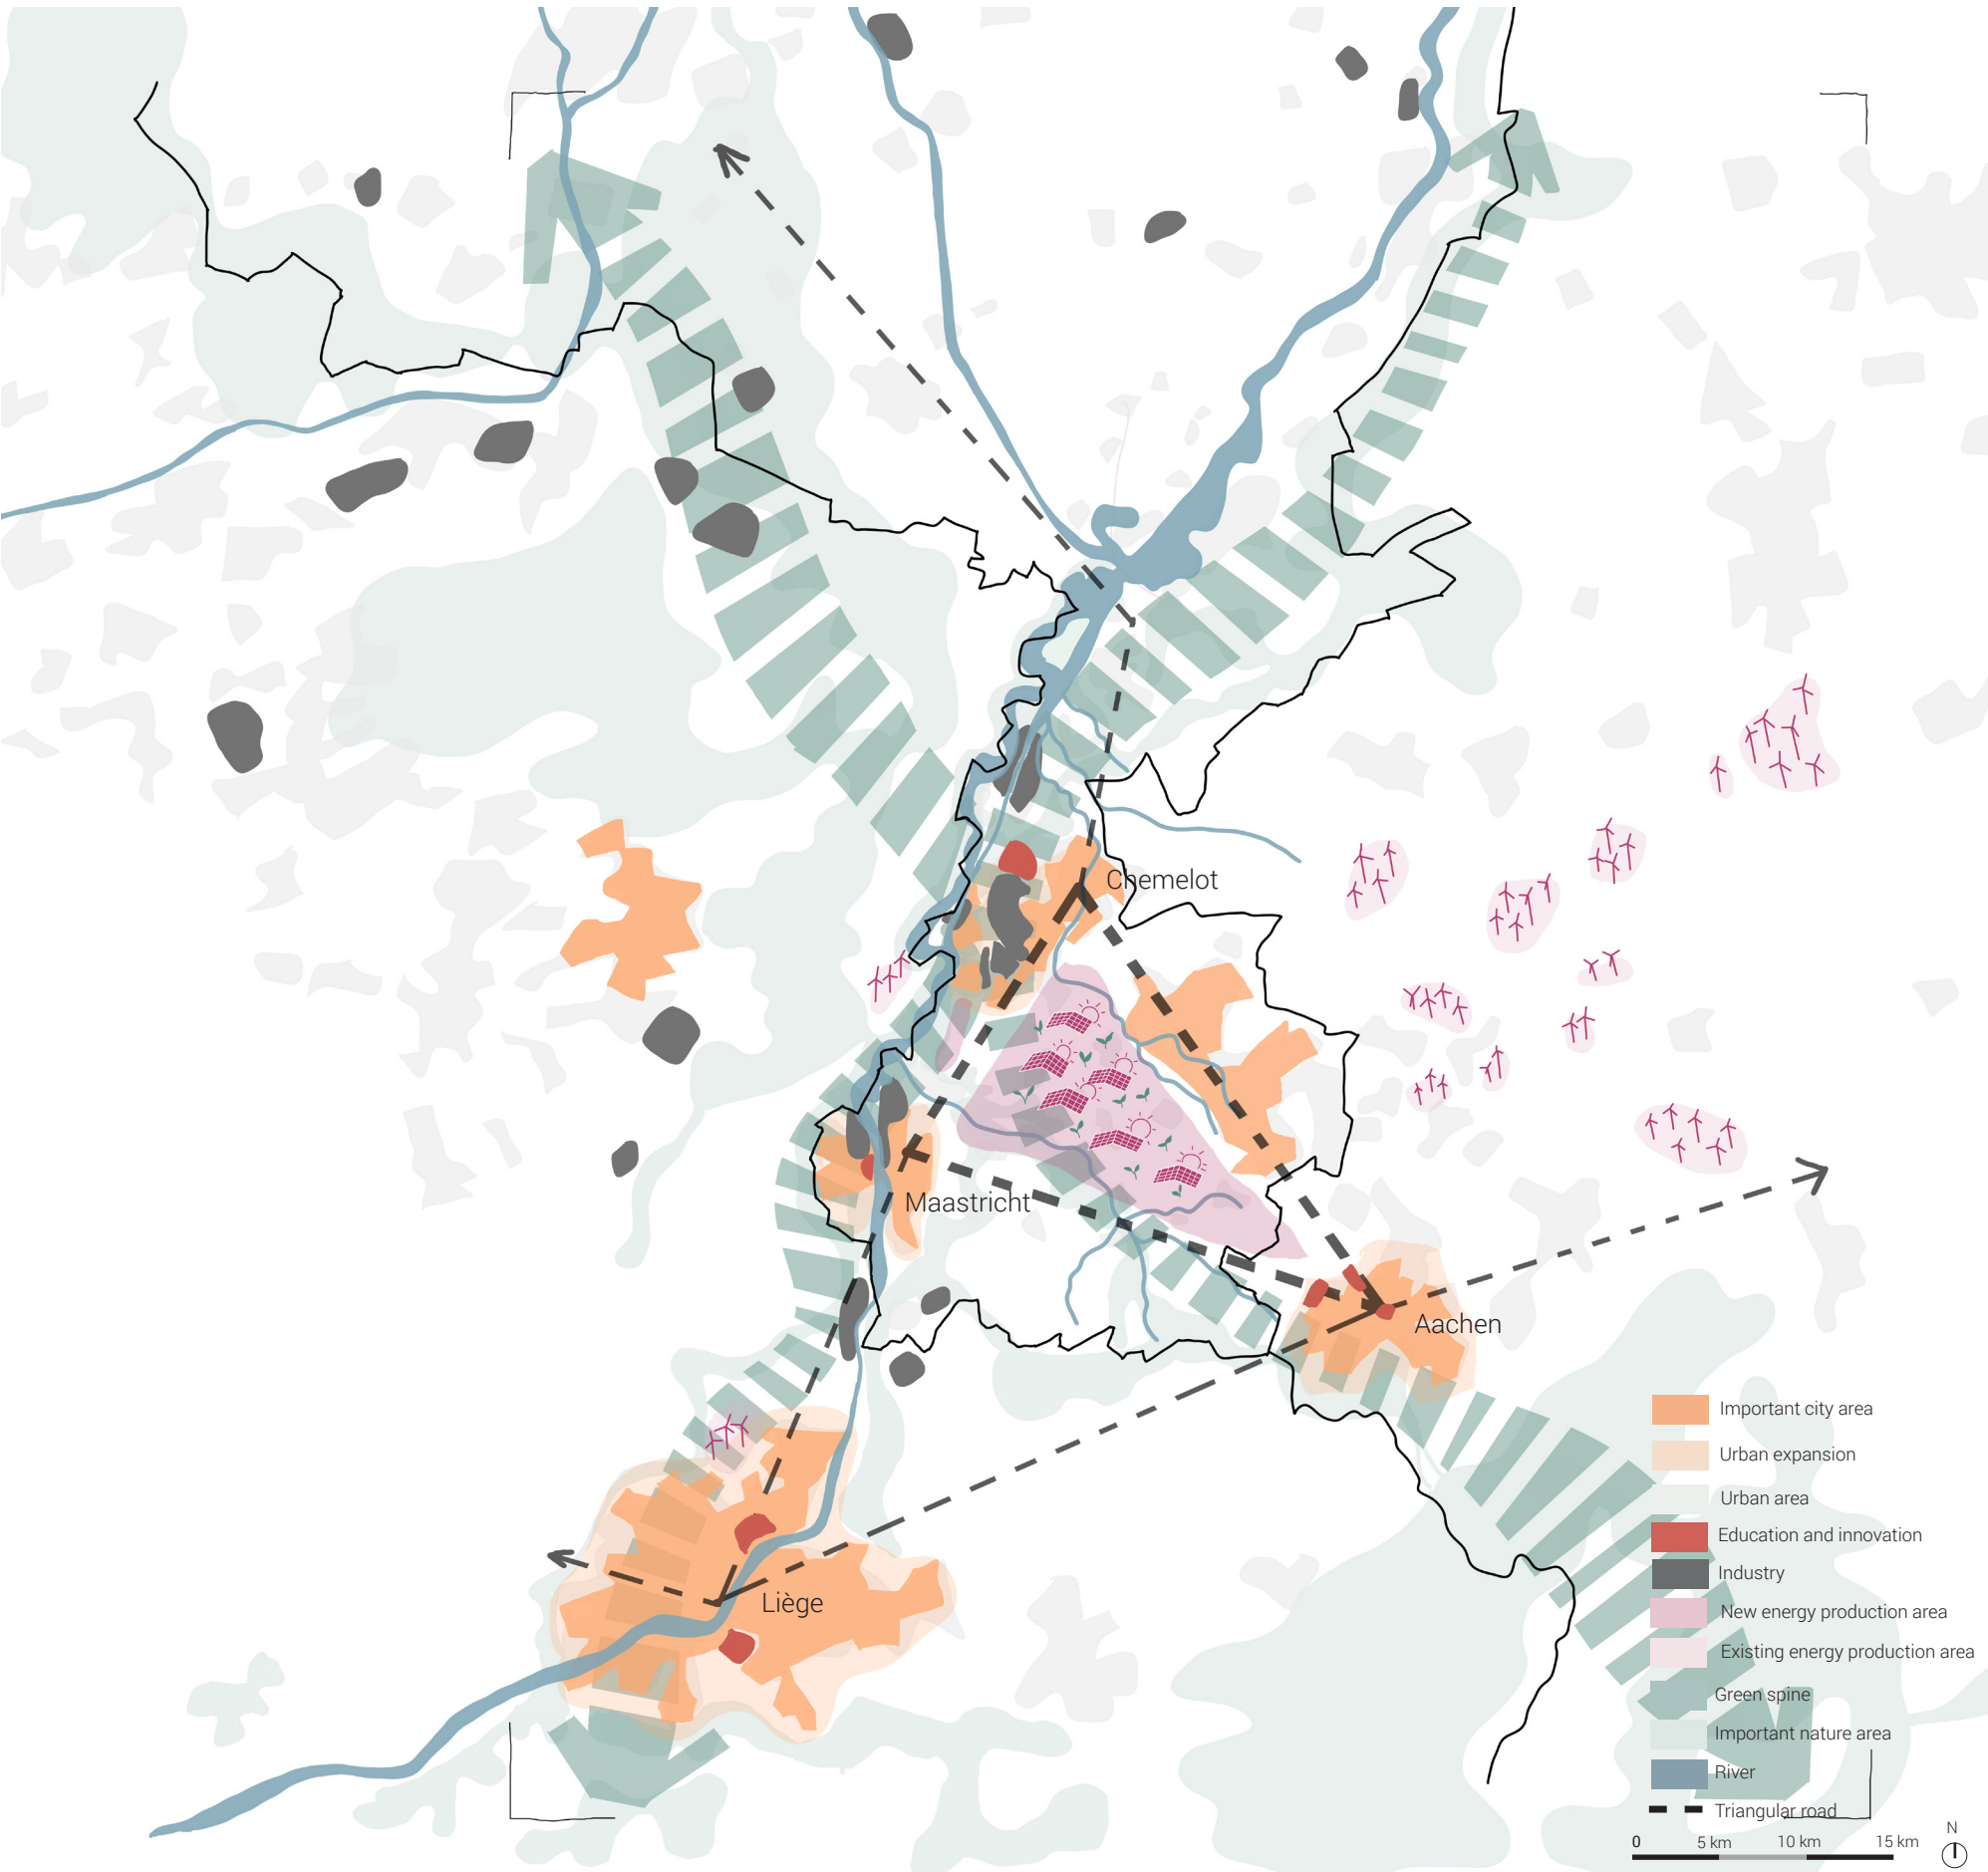 Chemelot
Maastricht
Aachen
Liège
Important city area
Urban expansion
Urban area
Education and innovation
Industry
New energy production area
Existing energy production area
Green spine
Important nature area
River
Triangular road
0 5 km 10 km 15 km
N